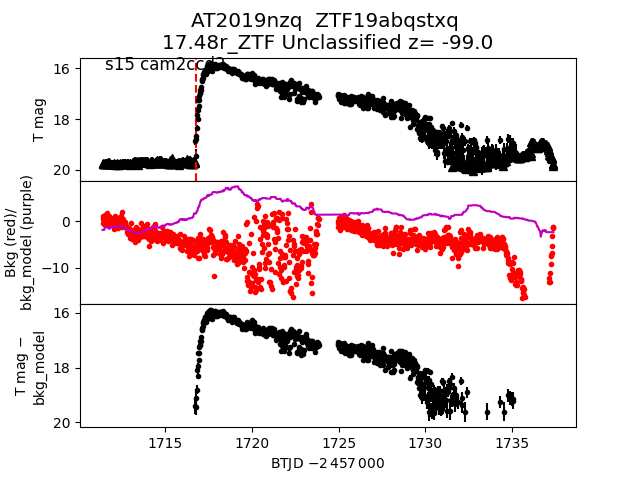 AT2019nzq  ZTF19abqstxq
17.48r_ZTF Unclassified z= -99.0
s15 cam2ccd2
T mag
16
18
20
Bkg (red)/
bkg_model (purple)
0
−10
T mag −
bkg_model
16
18
20
1715
1720
1725
1730
1735
BTJD −2 457 000